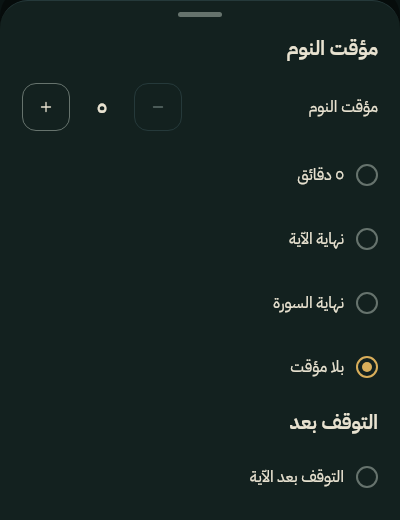 مؤقت النوم
مؤقت النوم − ٥ +
٥ دقائق
نهاية الآية
نهاية السورة
بلا مؤقت
التوقف بعد
التوقف بعد الآية